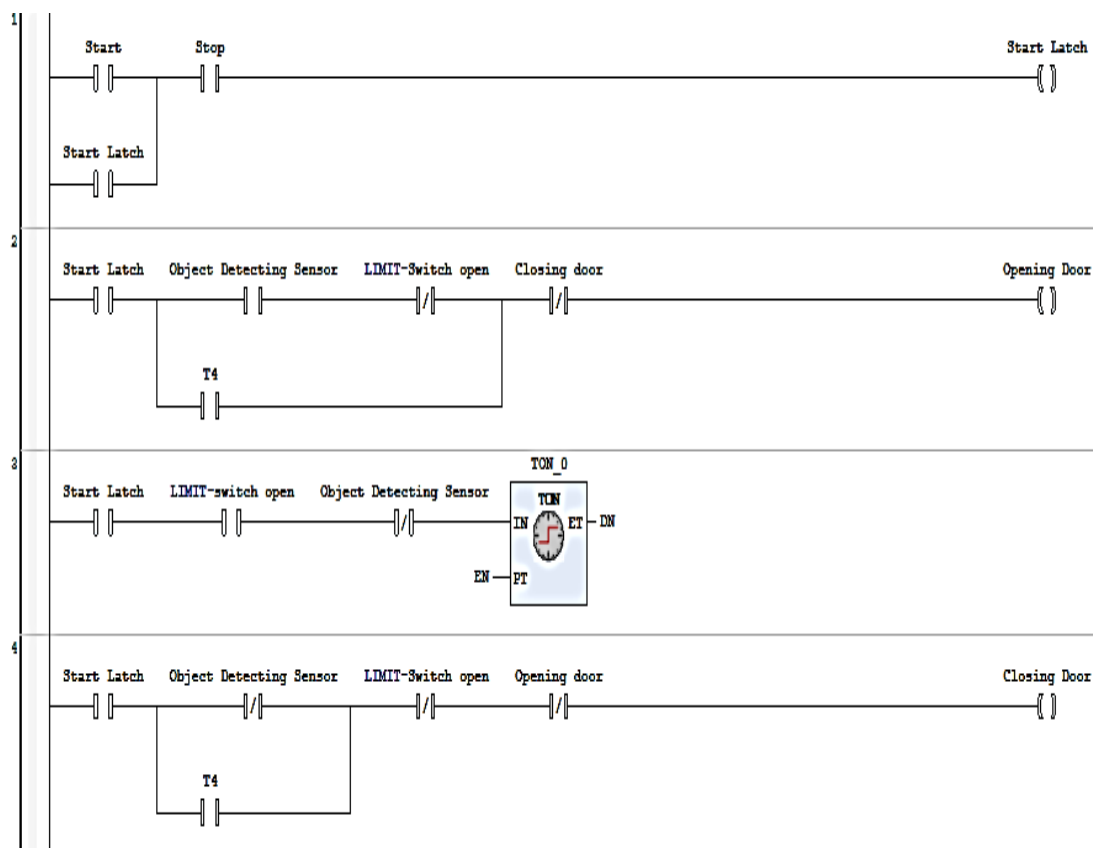 1
Start Stop Start Latch
Start Latch
2
Start Latch Object Detecting Sensor LIMIT-Switch open Closing door Opening Door
T4
3
TON_0
Start Latch LIMIT-switch open Object Detecting Sensor
TON
IN ET DN
EN PT
4
Start Latch Object Detecting Sensor LIMIT-Switch open Opening door Closing Door
T4